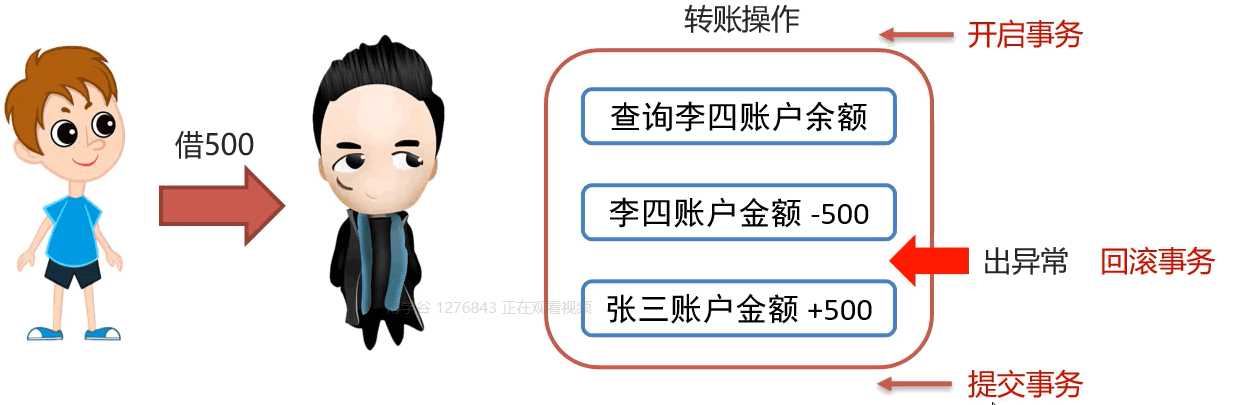 转账操作
开启事务
借500
查询李四账户余额
李四账户金额 -500
出异常 回滚事务
张三账户金额 +500
1276843 正在观看视频
提交事务